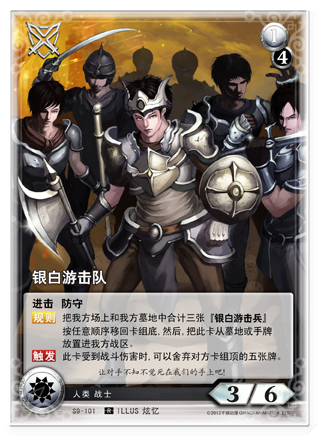 1
4
银白游击队
进击 防守
规则 把我方场上和我方墓地中合计三张『银白游击兵』
按任意顺序移回卡组底,然后,把此卡从墓地或手牌
放置进我方战区。
触发 此卡受到战斗伤害时,可以舍弃对方卡组顶的五张牌。
让对手不知不觉死在我们的手上吧!
人类 战士
3 / 6
S9-101 ILLUS 炫忆